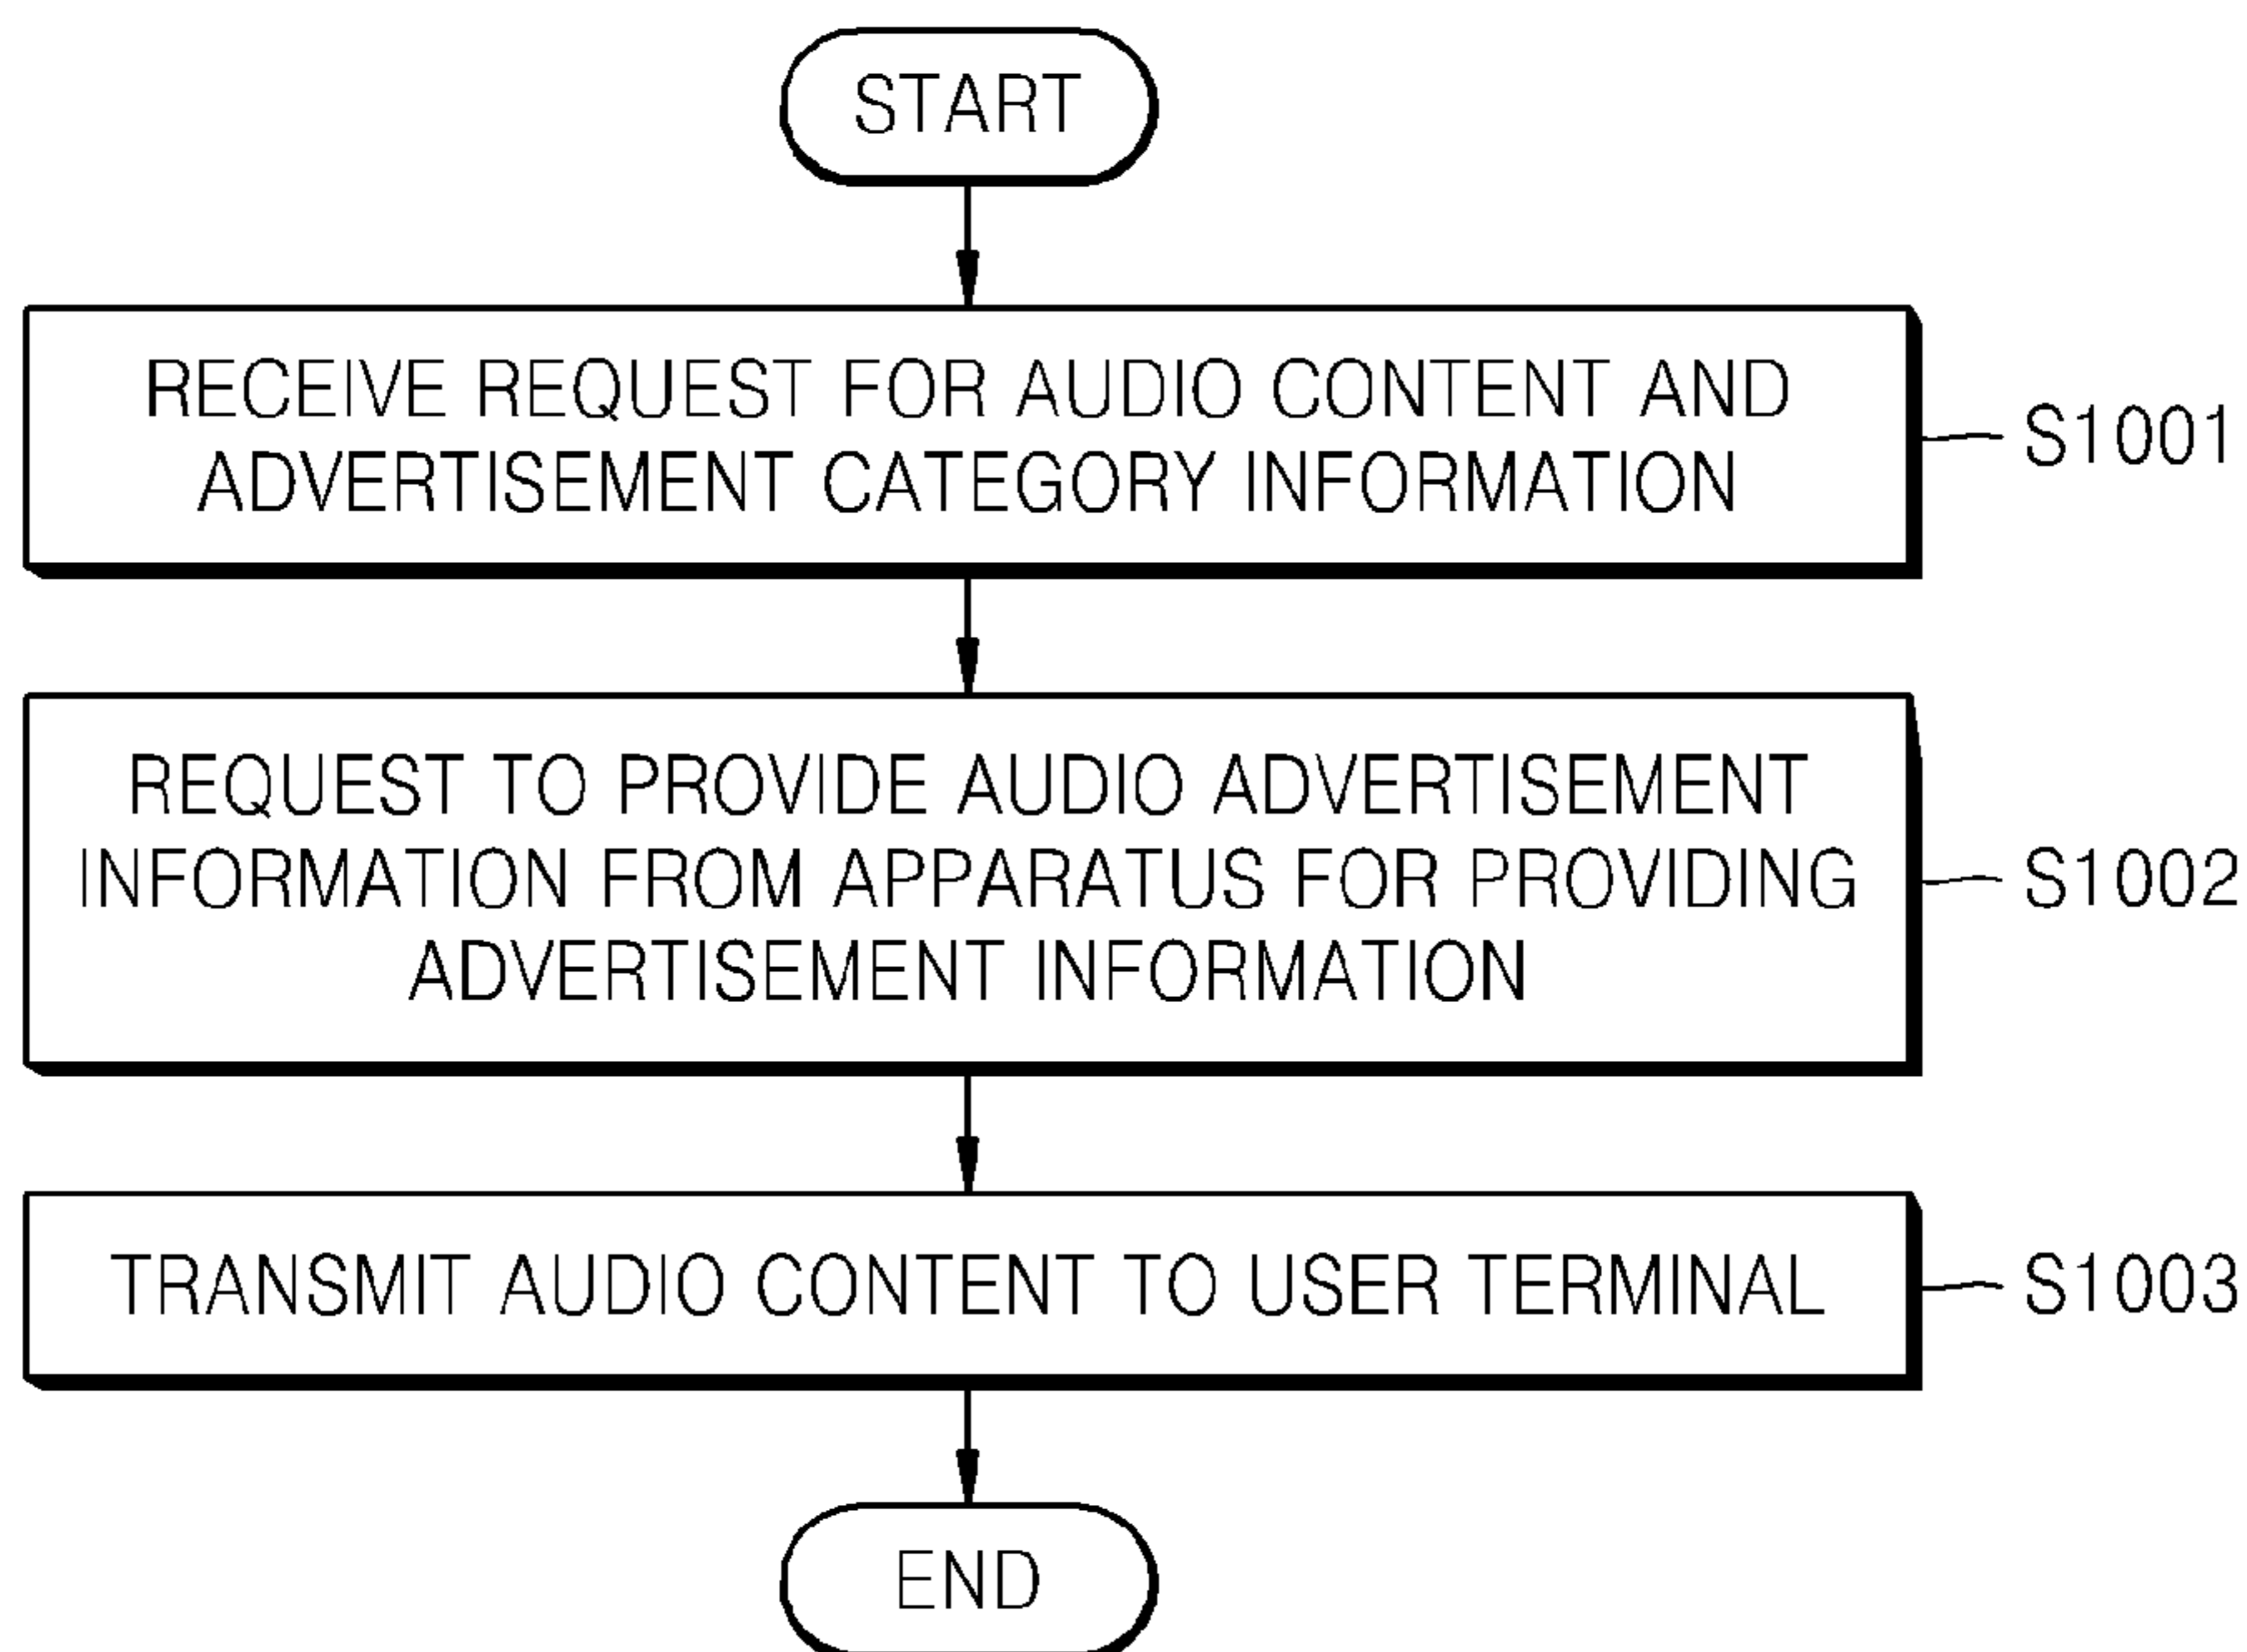 START
RECEIVE REQUEST FOR AUDIO CONTENT AND
ADVERTISEMENT CATEGORY INFORMATION
S1001
REQUEST TO PROVIDE AUDIO ADVERTISEMENT
INFORMATION FROM APPARATUS FOR PROVIDING
ADVERTISEMENT INFORMATION
S1002
TRANSMIT AUDIO CONTENT TO USER TERMINAL
S1003
END